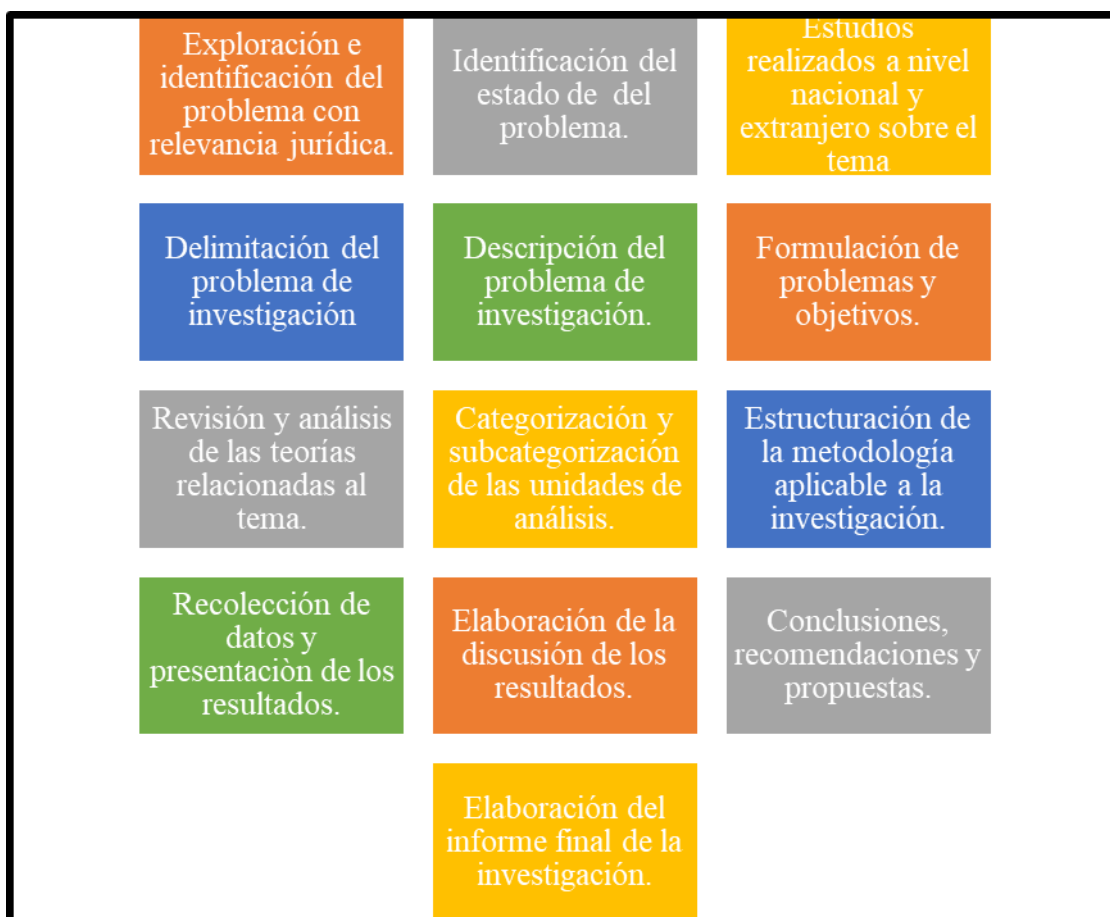 Exploración e
identificación del
problema con
relevancia jurídica.
Identificación del
estado de  del
problema.
Estudios
realizados a nivel
nacional y
extranjero sobre el
tema
Delimitación del
problema de
investigación
Descripción del
problema de
investigación.
Formulación de
problemas y
objetivos.
Revisión y análisis
de las teorías
relacionadas al
tema.
Categorización y
subcategorización
de las unidades de
análisis.
Estructuración de
la metodología
aplicable a la
investigación.
Recolección de
datos y
presentaciòn de los
resultados.
Elaboración de la
discusión de los
resultados.
Conclusiones,
recomendaciones y
propuestas.
Elaboración del
informe final de la
investigación.